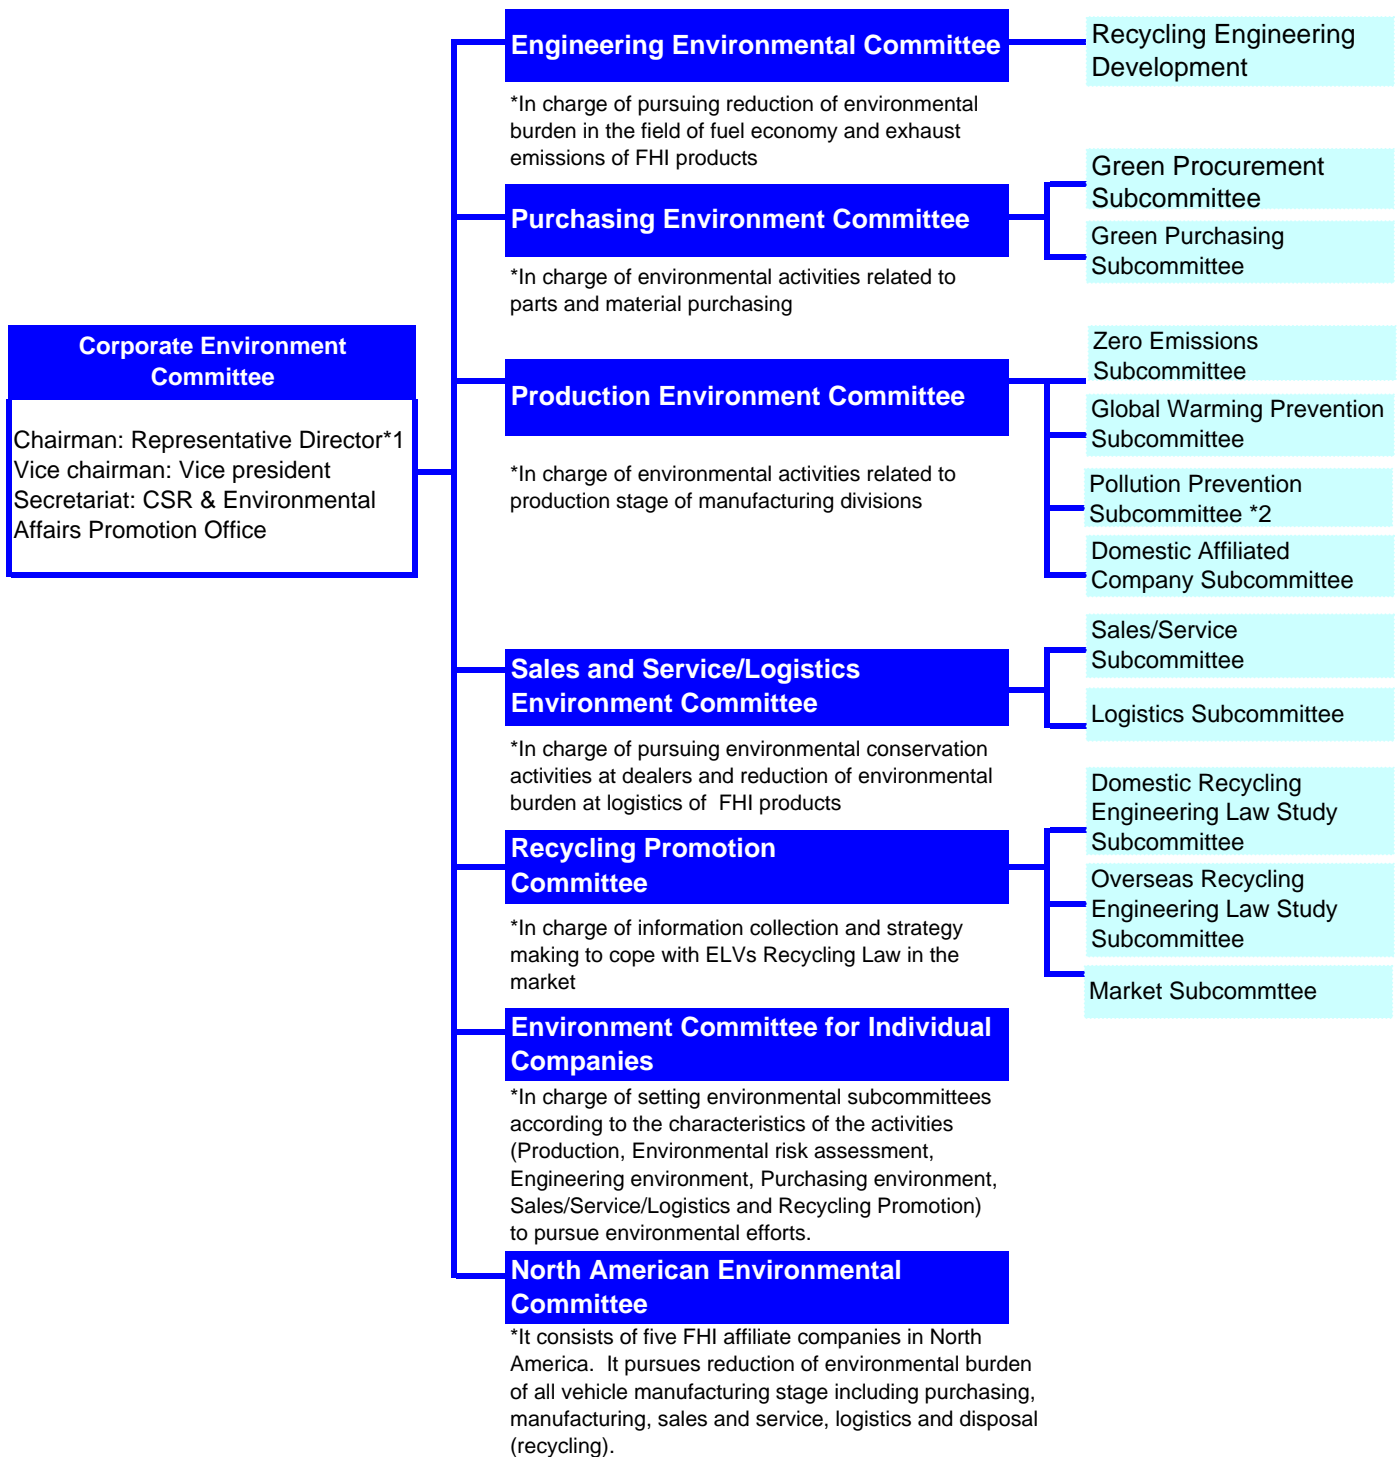 Corporate Environment
Committee
Chairman: Representative Director*1
Vice chairman: Vice president
Secretariat: CSR & Environmental
Affairs Promotion Office
Engineering Environmental Committee
*In charge of pursuing reduction of environmental
burden in the field of fuel economy and exhaust
emissions of FHI products
Recycling Engineering
Development
Purchasing Environment Committee
*In charge of environmental activities related to
parts and material purchasing
Green Procurement
Subcommittee
Green Purchasing
Subcommittee
Production Environment Committee
*In charge of environmental activities related to
production stage of manufacturing divisions
Zero Emissions
Subcommittee
Global Warming Prevention
Subcommittee
Pollution Prevention
Subcommittee *2
Domestic Affiliated
Company Subcommittee
Sales and Service/Logistics
Environment Committee
*In charge of pursuing environmental conservation
activities at dealers and reduction of environmental
burden at logistics of  FHI products
Sales/Service
Subcommittee
Logistics Subcommittee
Recycling Promotion
Committee
*In charge of information collection and strategy
making to cope with ELVs Recycling Law in the
market
Domestic Recycling
Engineering Law Study
Subcommittee
Overseas Recycling
Engineering Law Study
Subcommittee
Market Subcommttee
Environment Committee for Individual
Companies
*In charge of setting environmental subcommittees
according to the characteristics of the activities
(Production, Environmental risk assessment,
Engineering environment, Purchasing environment,
Sales/Service/Logistics and Recycling Promotion)
to pursue environmental efforts.
North American Environmental
Committee
*It consists of five FHI affiliate companies in North
America.  It pursues reduction of environmental burden
of all vehicle manufacturing stage including purchasing,
manufacturing, sales and service, logistics and disposal
(recycling).